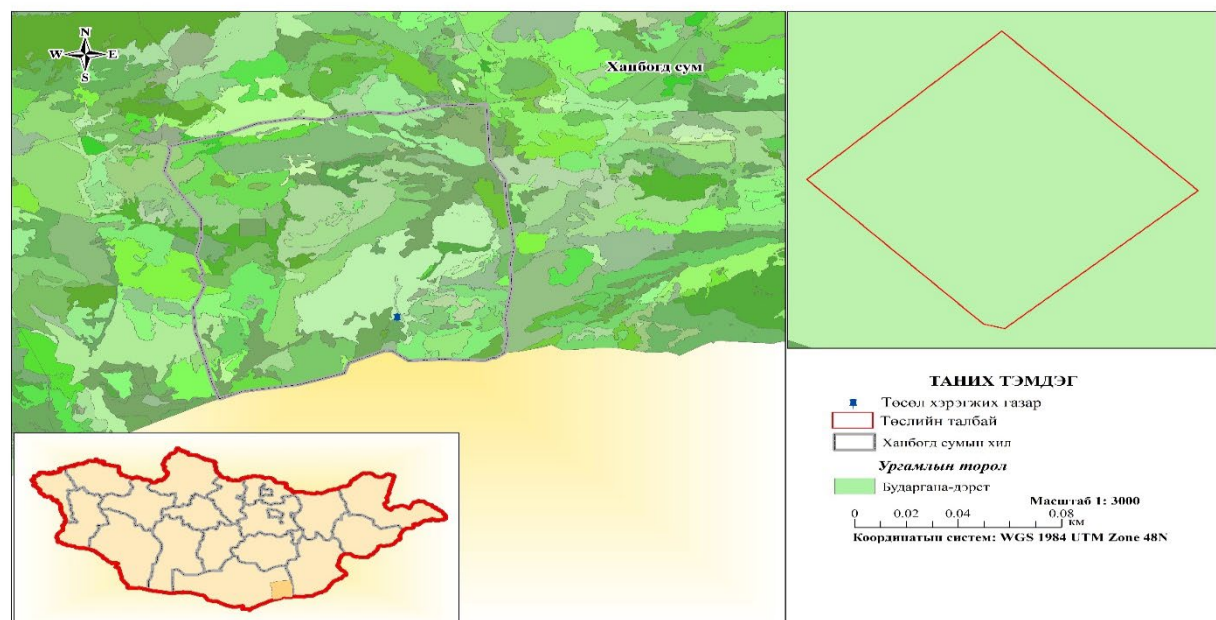 N
W E
S
Ханбогд сум
ТАНИХ ТЭМДЭГ
Төсөл хэрэгжих газар
Төслийн талбай
Ханбогд сумын хил
Ургамлын төрөл
Бударгана-дэрст
Масштаб 1: 3000
0 0.02 0.04 0.08
км
Координатын систем: WGS 1984 UTM Zone 48N